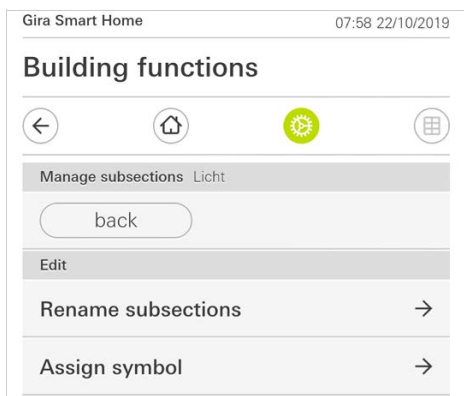 Gira Smart Home 07:58 22/10/2019
Building functions
Manage subsections Licht
back
Edit
Rename subsections
Assign symbol